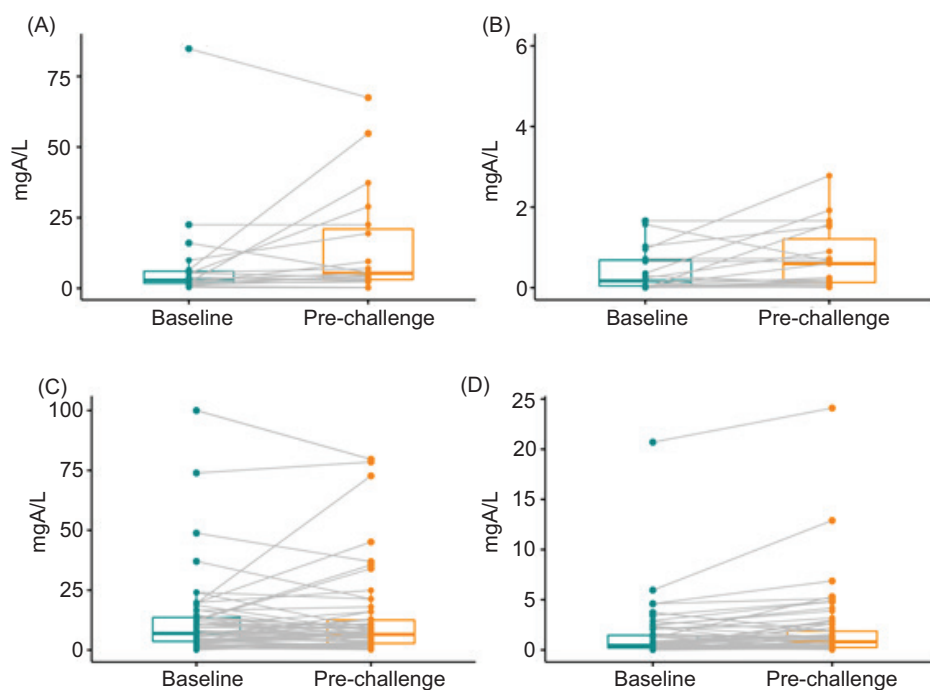 (A)
mgA/L
75
50
25
0
Baseline Pre-challenge
(B)
mgA/L
6
4
2
0
Baseline Pre-challenge
(C)
mgA/L
100
75
50
25
0
Baseline Pre-challenge
(D)
mgA/L
25
20
15
10
5
0
Baseline Pre-challenge